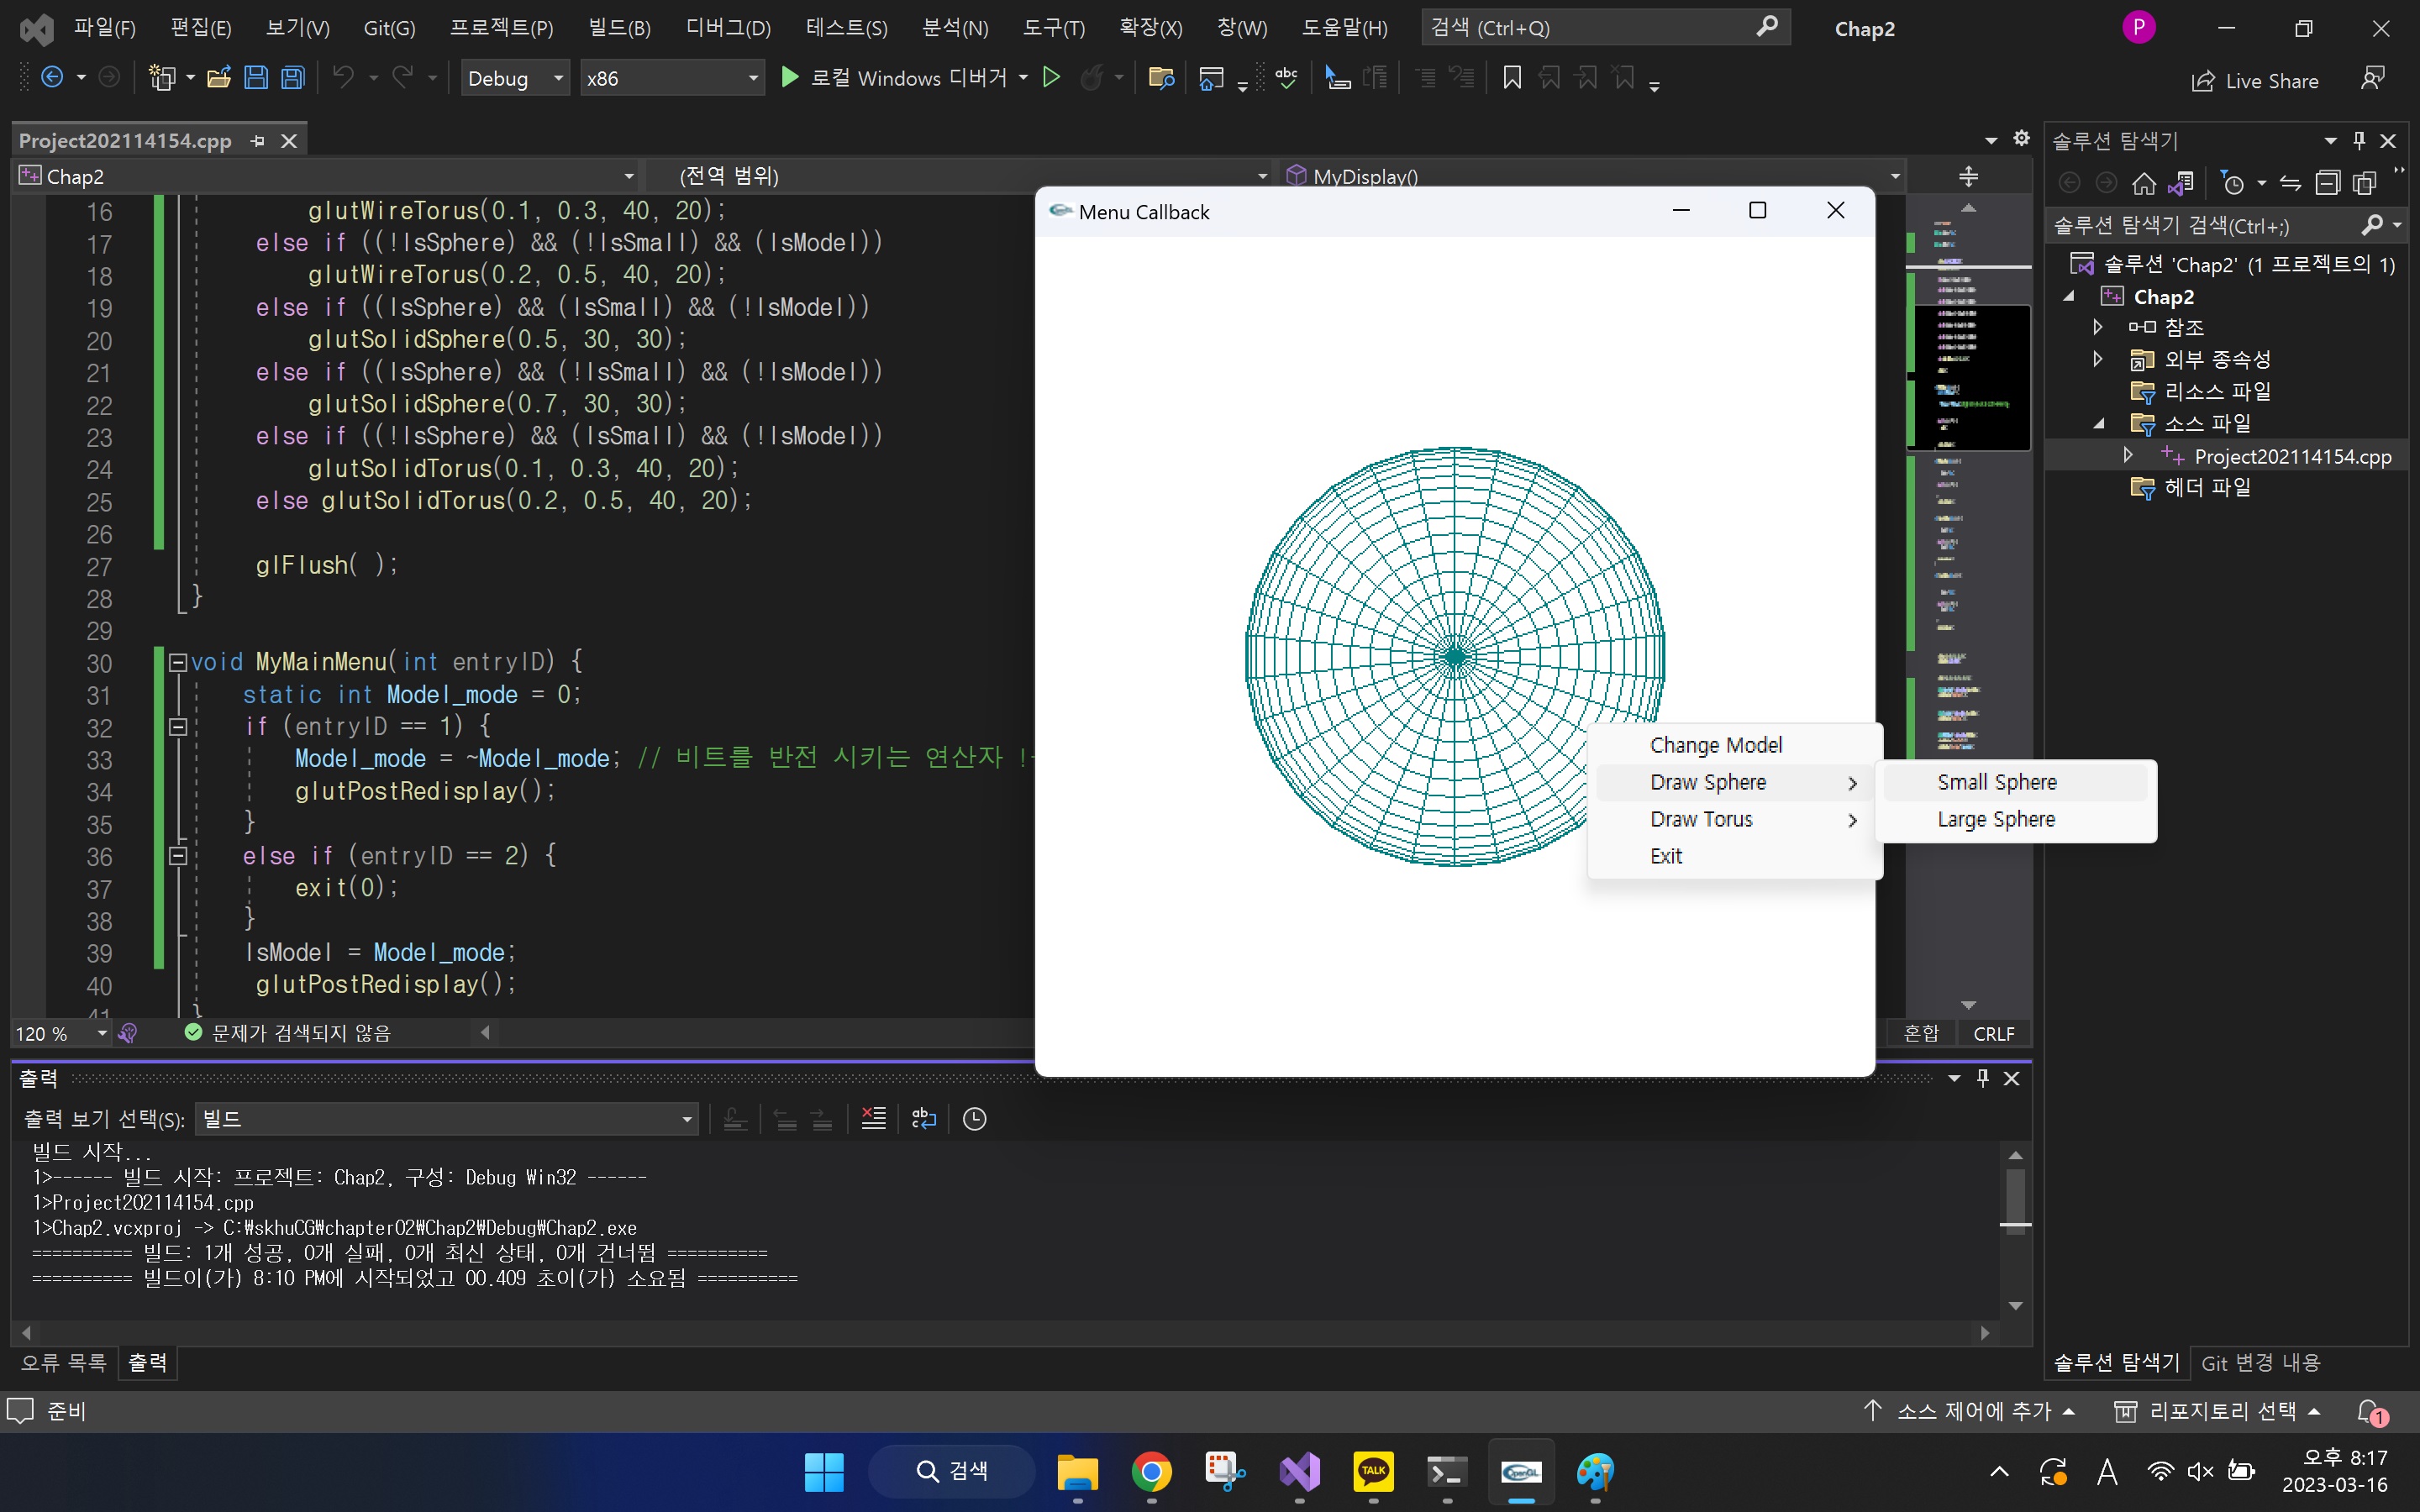 파일(F) 편집(E) 보기(V) Git(G) 프로젝트(P) 빌드(B) 디버그(D) 테스트(S) 분석(N) 도구(T) 확장(X) 창(W) 도움말(H) 검색 (Ctrl+Q) Chap2 P
Debug x86 로컬 Windows 디버거 abc Live Share
Project202114154.cpp
Chap2 (전역 범위) MyDisplay()
16 glutWireTorus(0.1, 0.3, 40, 20);
17 else if ((!IsSphere) && (!IsSmall) && (IsModel))
18 glutWireTorus(0.2, 0.5, 40, 20);
19 else if ((IsSphere) && (IsSmall) && (!IsModel))
20 glutSolidSphere(0.5, 30, 30);
21 else if ((IsSphere) && (!IsSmall) && (!IsModel))
22 glutSolidSphere(0.7, 30, 30);
23 else if ((!IsSphere) && (IsSmall) && (!IsModel))
24 glutSolidTorus(0.1, 0.3, 40, 20);
25 else glutSolidTorus(0.2, 0.5, 40, 20);
26
27 glFlush( );
28 }
29
30 void MyMainMenu(int entryID) {
31 static int Model_mode = 0;
32 if (entryID == 1) {
33 Model_mode = ~Model_mode; // 비트를 반전 시키는 연산자 !
34 glutPostRedisplay();
35 }
36 else if (entryID == 2) {
37 exit(0);
38 }
39 IsModel = Model_mode;
40 glutPostRedisplay();
41 }
120 % 문제가 검색되지 않음 혼합 CRLF
Menu Callback
Change Model
Draw Sphere
Draw Torus
Exit
Small Sphere
Large Sphere
솔루션 탐색기
솔루션 탐색기 검색(Ctrl+;)
솔루션 'Chap2' (1 프로젝트의 1)
Chap2
참조
외부 종속성
리소스 파일
소스 파일
Project202114154.cpp
헤더 파일
출력
출력 보기 선택(S): 빌드
빌드 시작...
1>------ 빌드 시작: 프로젝트: Chap2, 구성: Debug Win32 ------
1>Project202114154.cpp
1>Chap2.vcxproj -> C:₩skhuCG₩chapter02₩Chap2₩Debug₩Chap2.exe
========== 빌드: 1개 성공, 0개 실패, 0개 최신 상태, 0개 건너뜀 ==========
========== 빌드이(가) 8:10 PM에 시작되었고 00.409 초이(가) 소요됨 ==========
오류 목록 출력
솔루션 탐색기 Git 변경 내용
준비 소스 제어에 추가 리포지토리 선택 1
검색 TALK OpenGL A 오후 8:17
2023-03-16